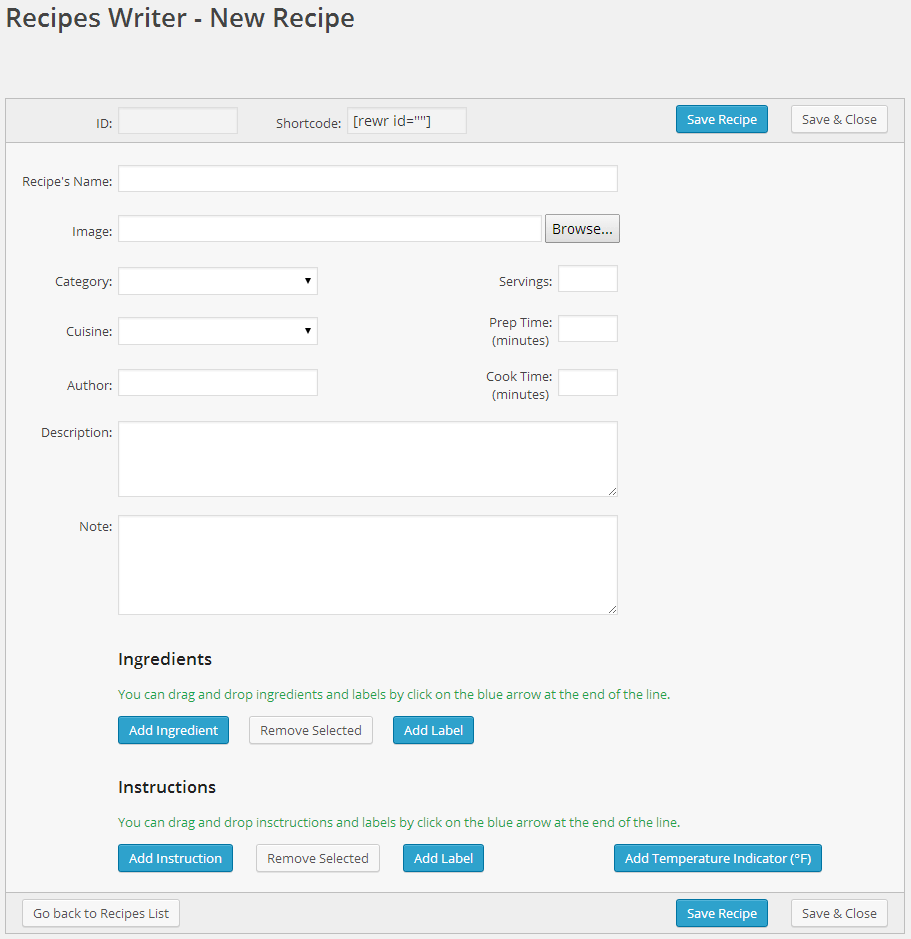 Recipes Writer - New Recipe
ID: Shortcode: [rewr id=""] Save Recipe Save & Close
Recipe's Name:
Image: Browse...
Category: Servings:
Cuisine: Prep Time:
(minutes)
Author: Cook Time:
(minutes)
Description:
Note:
Ingredients
You can drag and drop ingredients and labels by click on the blue arrow at the end of the line.
Add Ingredient Remove Selected Add Label
Instructions
You can drag and drop insctructions and labels by click on the blue arrow at the end of the line.
Add Instruction Remove Selected Add Label Add Temperature Indicator (°F)
Go back to Recipes List Save Recipe Save & Close